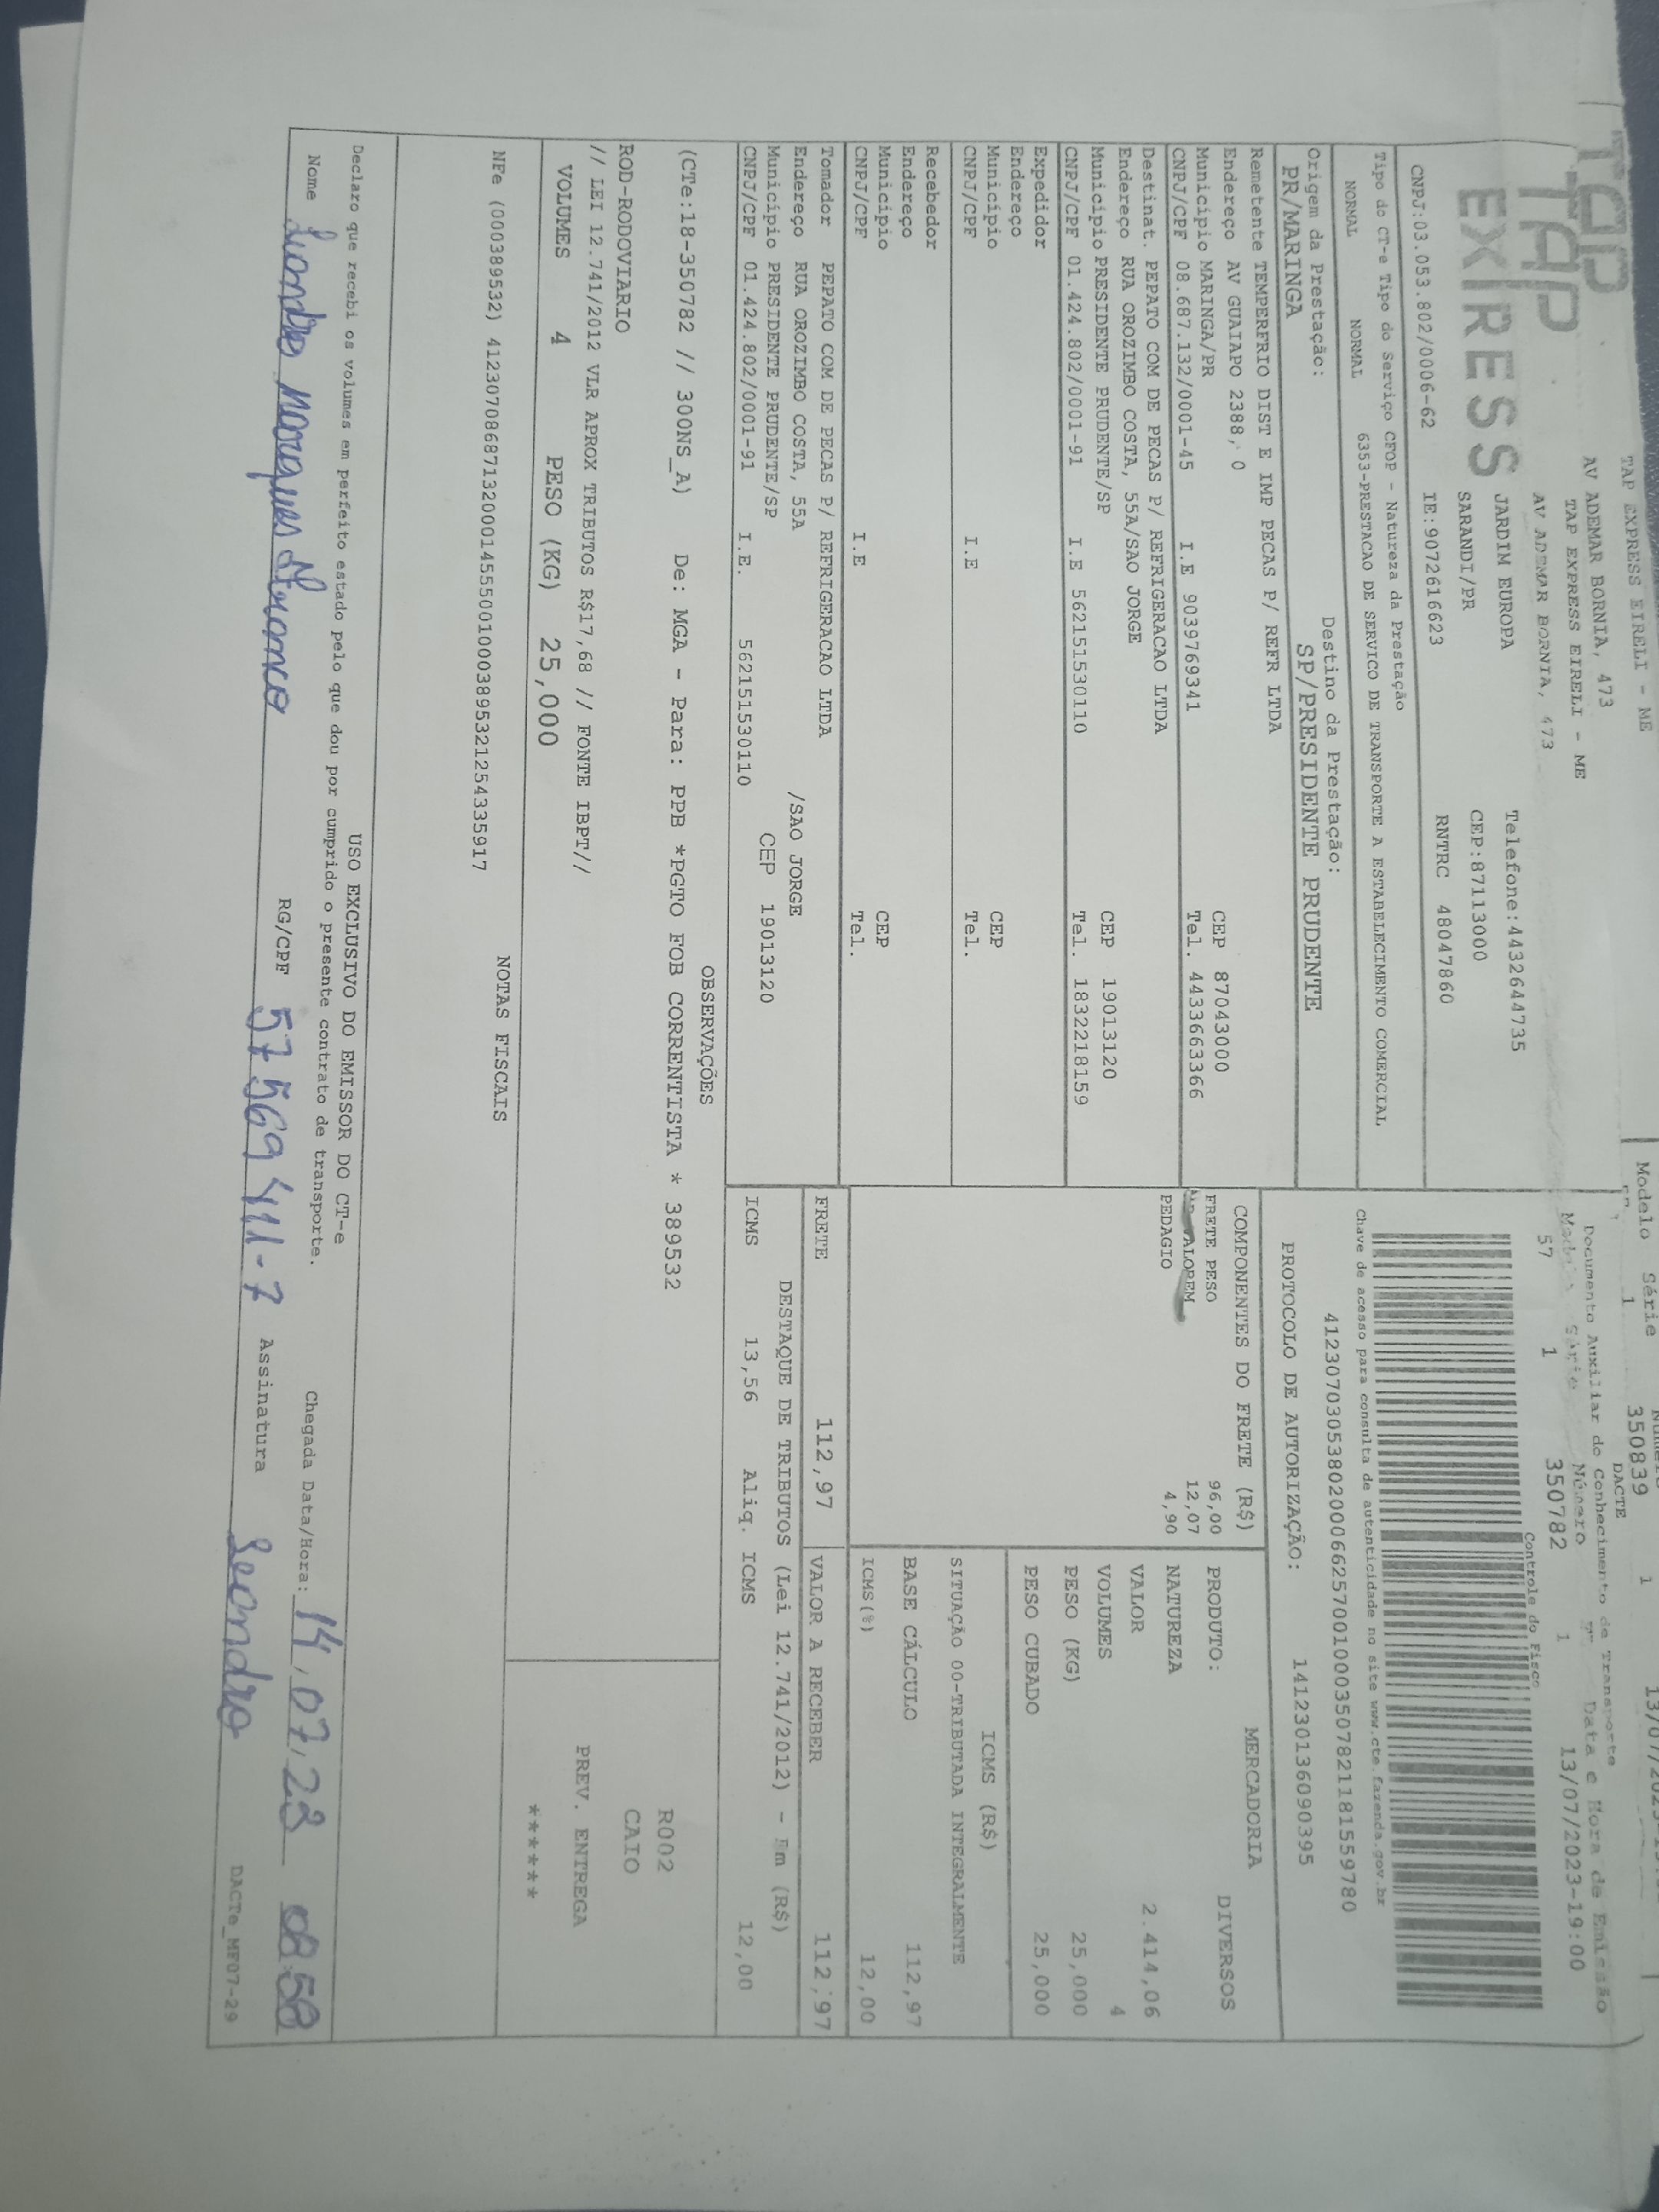 TAP EXPRESS EIRELI - ME
Modelo Série
1 350839 1
AV ADEMAR BORNIA, 473
TAP EXPRESS EIRELI - ME
AV ADEMAR BORNIA, 473
TAP
TAP
EXPRESS
JARDIM EUROPA Telefone:4432644735
SARANDI/PR CEP:87113000
CNPJ:03.053.802/0006-62 IE:9072616623 RNTRC 48047860
DACTE
Documento Auxiliar do Conhecimento de Transporte
Modelo Série Número Data e Hora de Emissão
57 1 350782 1 13/07/2023-19:00
Controle do Fisco
Tipo do CT-e Tipo do Serviço CFOP - Natureza da Prestação
NORMAL NORMAL 6353-PRESTACAO DE SERVICO DE TRANSPORTE A ESTABELECIMENTO COMERCIAL
Chave de acesso para consulta de autenticidade no site www.cte.fazenda.gov.br
41230703053802000662570010003507821181559780
Origem da Prestação: Destino da Prestação:
PR/MARINGA SP/PRESIDENTE PRUDENTE
PROTOCOLO DE AUTORIZAÇÃO: 141230136090395
Remetente TEMPERFRIO DIST E IMP PECAS P/ REFR LTDA
Endereço AV GUAIAPO 2388, 0 CEP 87043000
Município MARINGA/PR Tel. 4433663366
CNPJ/CPF 08.687.132/0001-45 I.E 9039769341
Destinat. PEPATO COM DE PECAS P/ REFRIGERACAO LTDA
Endereço RUA OROZIMBO COSTA, 55A/SAO JORGE
Município PRESIDENTE PRUDENTE/SP CEP 19013120
CNPJ/CPF 01.424.802/0001-91 I.E 562151530110 Tel. 1832218159
Expedidor
Endereço
Município CEP
CNPJ/CPF I.E Tel.
Recebedor
Endereço
Município CEP
CNPJ/CPF I.E Tel.
Tomador PEPATO COM DE PECAS P/ REFRIGERACAO LTDA
Endereço RUA OROZIMBO COSTA, 55A /SAO JORGE
Município PRESIDENTE PRUDENTE/SP CEP 19013120
CNPJ/CPF 01.424.802/0001-91 I.E. 562151530110
COMPONENTES DO FRETE (R$)
FRETE PESO 96,00
VALOREM 12,07
PEDAGIO 4,90
MERCADORIA
PRODUTO: DIVERSOS
NATUREZA
VALOR 2.414,06
VOLUMES 4
PESO (KG) 25,000
PESO CUBADO 25,000
ICMS (R$)
SITUAÇÃO 00-TRIBUTADA INTEGRALMENTE
BASE CÁLCULO 112,97
ICMS(%) 12,00
FRETE 112,97 VALOR A RECEBER 112,97
DESTAQUE DE TRIBUTOS (Lei 12.741/2012) - Em (R$)
ICMS 13,56 Aliq. ICMS 12,00
OBSERVAÇÕES
(CTe:18-350782 // 300NS_A) De: MGA - Para: PPB *PGTO FOB CORRENTISTA * 389532
ROD-RODOVIARIO
// LEI 12.741/2012 VLR APROX TRIBUTOS R$17,68 // FONTE IBPT//
VOLUMES 4 PESO (KG) 25,000
R002
CAIO
PREV. ENTREGA
******
NOTAS FISCAIS
NFe (000389532) 41230708687132000145550010003895321254335917
USO EXCLUSIVO DO EMISSOR DO CT-e
Declaro que recebi os volumes em perfeito estado pelo que dou por cumprido o presente contrato de transporte.
Chegada Data/Hora: 14,07,23 08:58
Nome RG/CPF 57 569 411-7 Assinatura Leandro
DACTe_MF07-29